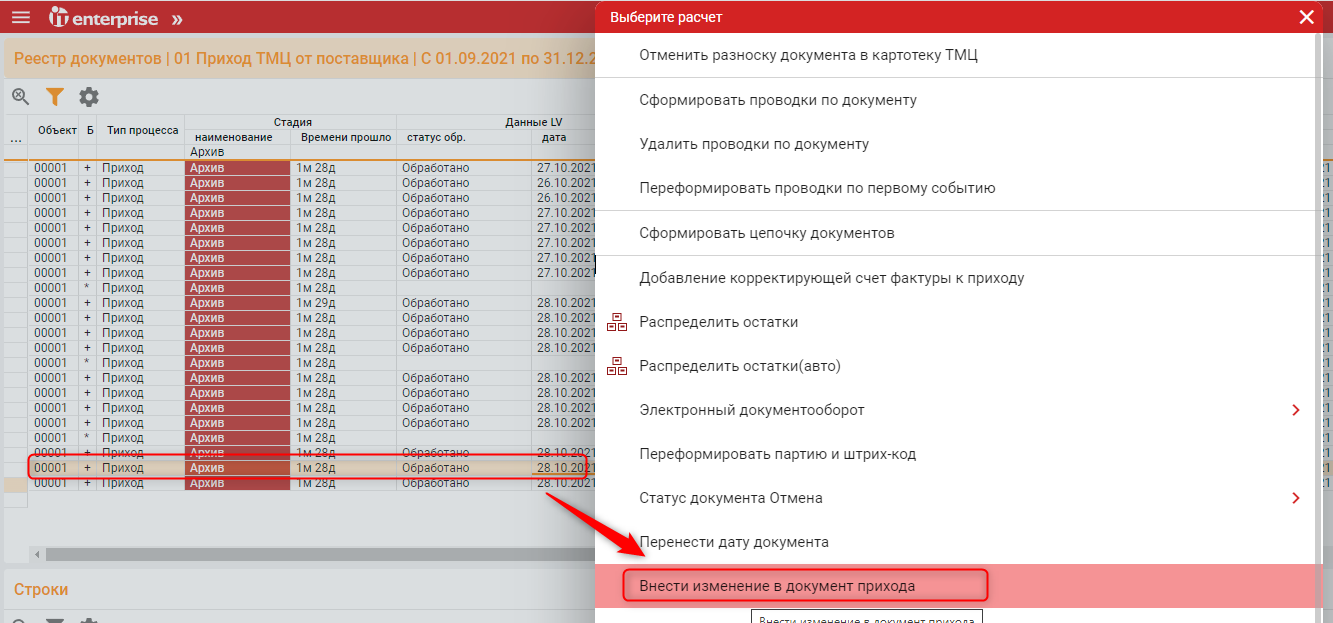 iт enterprise »
Реестр документов | 01 Приход ТМЦ от поставщика | С 01.09.2021 по 31.12.2
Стадия Данные LV
... Объект Б Тип процесса наименование Времени прошло статус обр. дата
Архив
00001 + Приход Архив 1м 28д Обработано 27.10.2021
00001 + Приход Архив 1м 28д Обработано 26.10.2021
00001 + Приход Архив 1м 28д Обработано 26.10.2021
00001 + Приход Архив 1м 28д Обработано 27.10.2021
00001 + Приход Архив 1м 28д Обработано 27.10.2021
00001 + Приход Архив 1м 28д Обработано 27.10.2021
00001 + Приход Архив 1м 28д Обработано 27.10.2021
00001 + Приход Архив 1м 28д Обработано 27.10.2021
00001 * Приход Архив 1м 28д
00001 + Приход Архив 1м 29д Обработано 28.10.2021
00001 + Приход Архив 1м 28д Обработано 28.10.2021
00001 + Приход Архив 1м 28д Обработано 28.10.2021
00001 + Приход Архив 1м 28д Обработано 28.10.2021
00001 * Приход Архив 1м 28д
00001 + Приход Архив 1м 28д Обработано 28.10.2021
00001 + Приход Архив 1м 28д Обработано 28.10.2021
00001 + Приход Архив 1м 28д Обработано 28.10.2021
00001 + Приход Архив 1м 28д Обработано 28.10.2021
00001 * Приход Архив 1м 28д
00001 + Приход Архив 1м 28д Обработано 28.10.2021
00001 + Приход Архив 1м 28д Обработано 28.10.2021
00001 + Приход Архив 1м 28д Обработано 28.10.2021
Строки
Выберите расчет
Отменить разноску документа в картотеку ТМЦ
Сформировать проводки по документу
Удалить проводки по документу
Переформировать проводки по первому событию
Сформировать цепочку документов
Добавление корректирующей счет фактуры к приходу
Распределить остатки
Распределить остатки(авто)
Электронный документооборот
Переформировать партию и штрих-код
Статус документа Отмена
Перенести дату документа
Внести изменение в документ прихода
Внести изменение в документ прихода